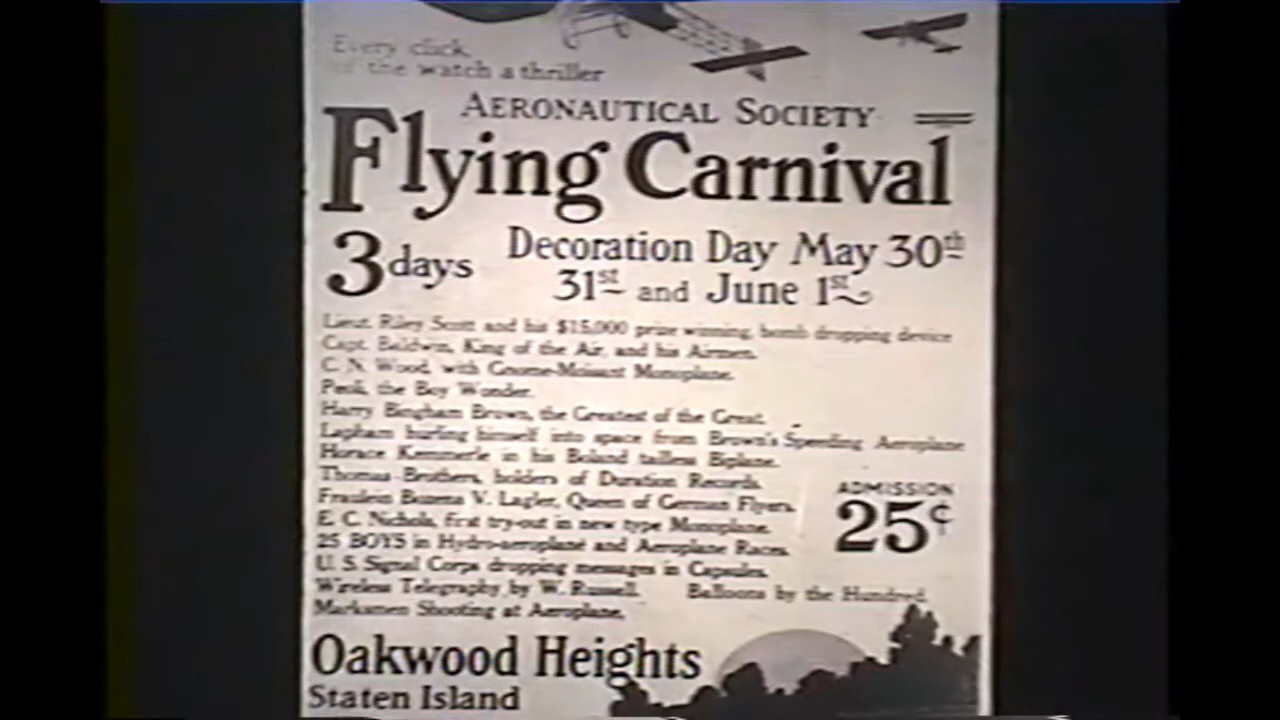 Every click
of the watch a thriller
AERONAUTICAL SOCIETY
Flying Carnival
3 days
Decoration Day May 30th
31st and June 1st
Lieut. Riley Scott and his $15,000 prize winning, bomb dropping device
Capt. Baldwin, King of the Air, and his Airmen.
C. N. Wood, with Gnome-Moisant Monoplane.
Peoli, the Boy Wonder.
Harry Bingham Brown, the Greatest of the Great.
Lapham hurling himself into space from Brown's Speeding Aeroplane
Horace Kemmerle in his Boland tailless Biplane.
Thomas Brothers, holders of Duration Records.
Fraulein V. Lagler, Queen of German Flyers.
E. C. Nichols, first try-out in new type Monoplane.
25 BOYS in Hydro-aeroplane and Aeroplane Races.
U. S. Signal Corps dropping messages in Capsules.
Wireless Telegraphy by W. Russell. Balloons by the Hundred.
Marksmen Shooting at Aeroplane.
ADMISSION
25¢
Oakwood Heights
Staten Island